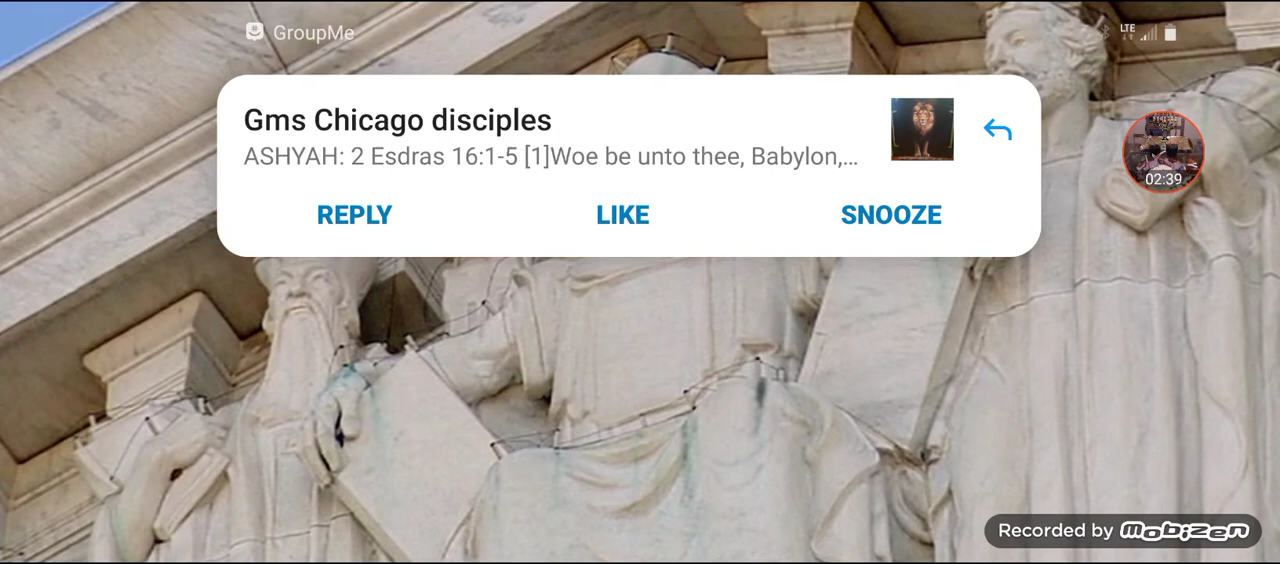 GroupMe
LTE
Gms Chicago disciples
ASHYAH: 2 Esdras 16:1-5 [1]Woe be unto thee, Babylon,...
02:39
REPLY LIKE SNOOZE
Recorded by MOBIZEN